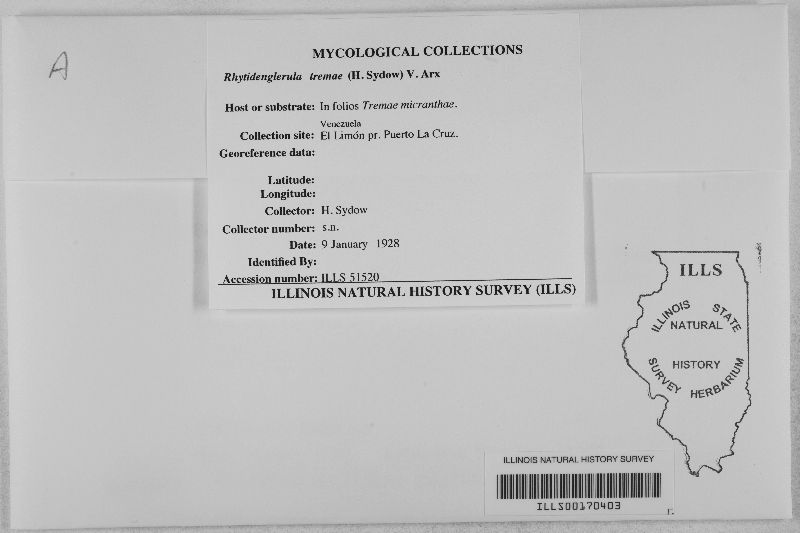 A
MYCOLOGICAL COLLECTIONS
Rhytidenglerula tremae (H. Sydow) V. Arx
Host or substrate: In folios Tremae micranthae.
Venezuela
Collection site: El Limón pr. Puerto La Cruz.
Georeference data:
Latitude:
Longitude:
Collector: H. Sydow
Collector number: s.n.
Date: 9 January 1928
Identified By:
Accession number: ILLS 51520
ILLINOIS NATURAL HISTORY SURVEY (ILLS)
ILLS
ILLINOIS STATE
NATURAL
HISTORY
SURVEY HERBARIUM
ILLINOIS NATURAL HISTORY SURVEY
ILLS00170403